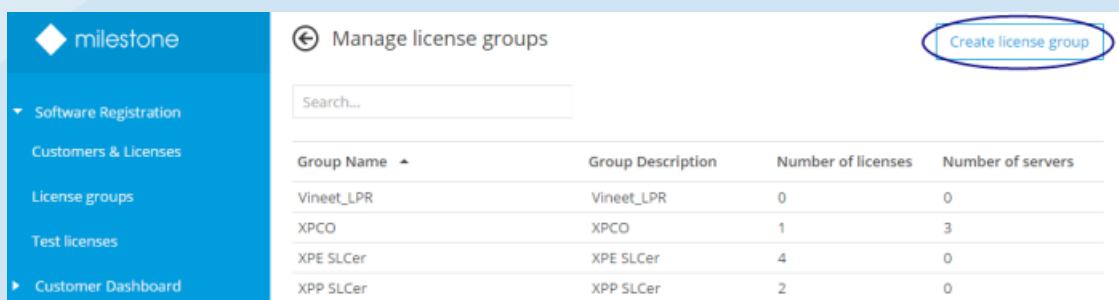 milestone
Software Registration
Customers & Licenses
License groups
Test licenses
Customer Dashboard
Manage license groups
Create license group
Search...
Group Name Group Description Number of licenses Number of servers
Vineet_LPR Vineet_LPR 0 0
XPCO XPCO 1 3
XPE SLCer XPE SLCer 4 0
XPP SLCer XPP SLCer 2 0